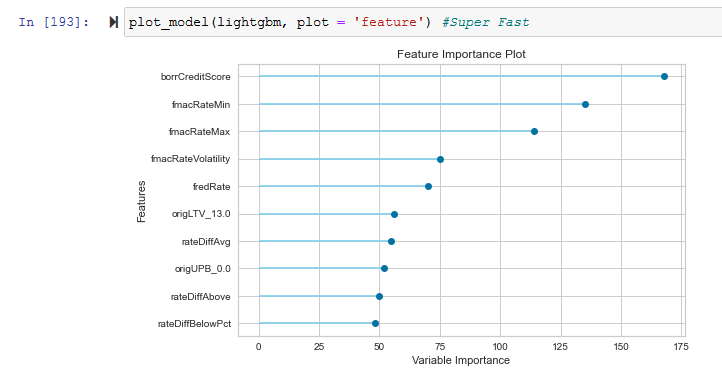 In [193]:
plot_model(lightgbm, plot = 'feature') #Super Fast
Feature Importance Plot
borrCreditScore
fmacRateMin
fmacRateMax
fmacRateVolatility
fredRate
origLTV_13.0
rateDiffAvg
origUPB_0.0
rateDiffAbove
rateDiffBelowPct
Features
0 25 50 75 100 125 150 175
Variable Importance